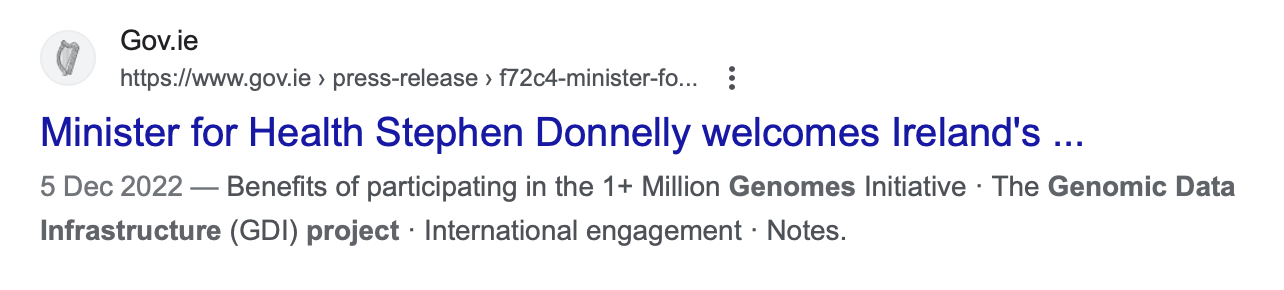 Gov.ie
https://www.gov.ie › press-release › f72c4-minister-fo...
Minister for Health Stephen Donnelly welcomes Ireland's ...
5 Dec 2022 — Benefits of participating in the 1+ Million Genomes Initiative · The Genomic Data
Infrastructure (GDI) project · International engagement · Notes.